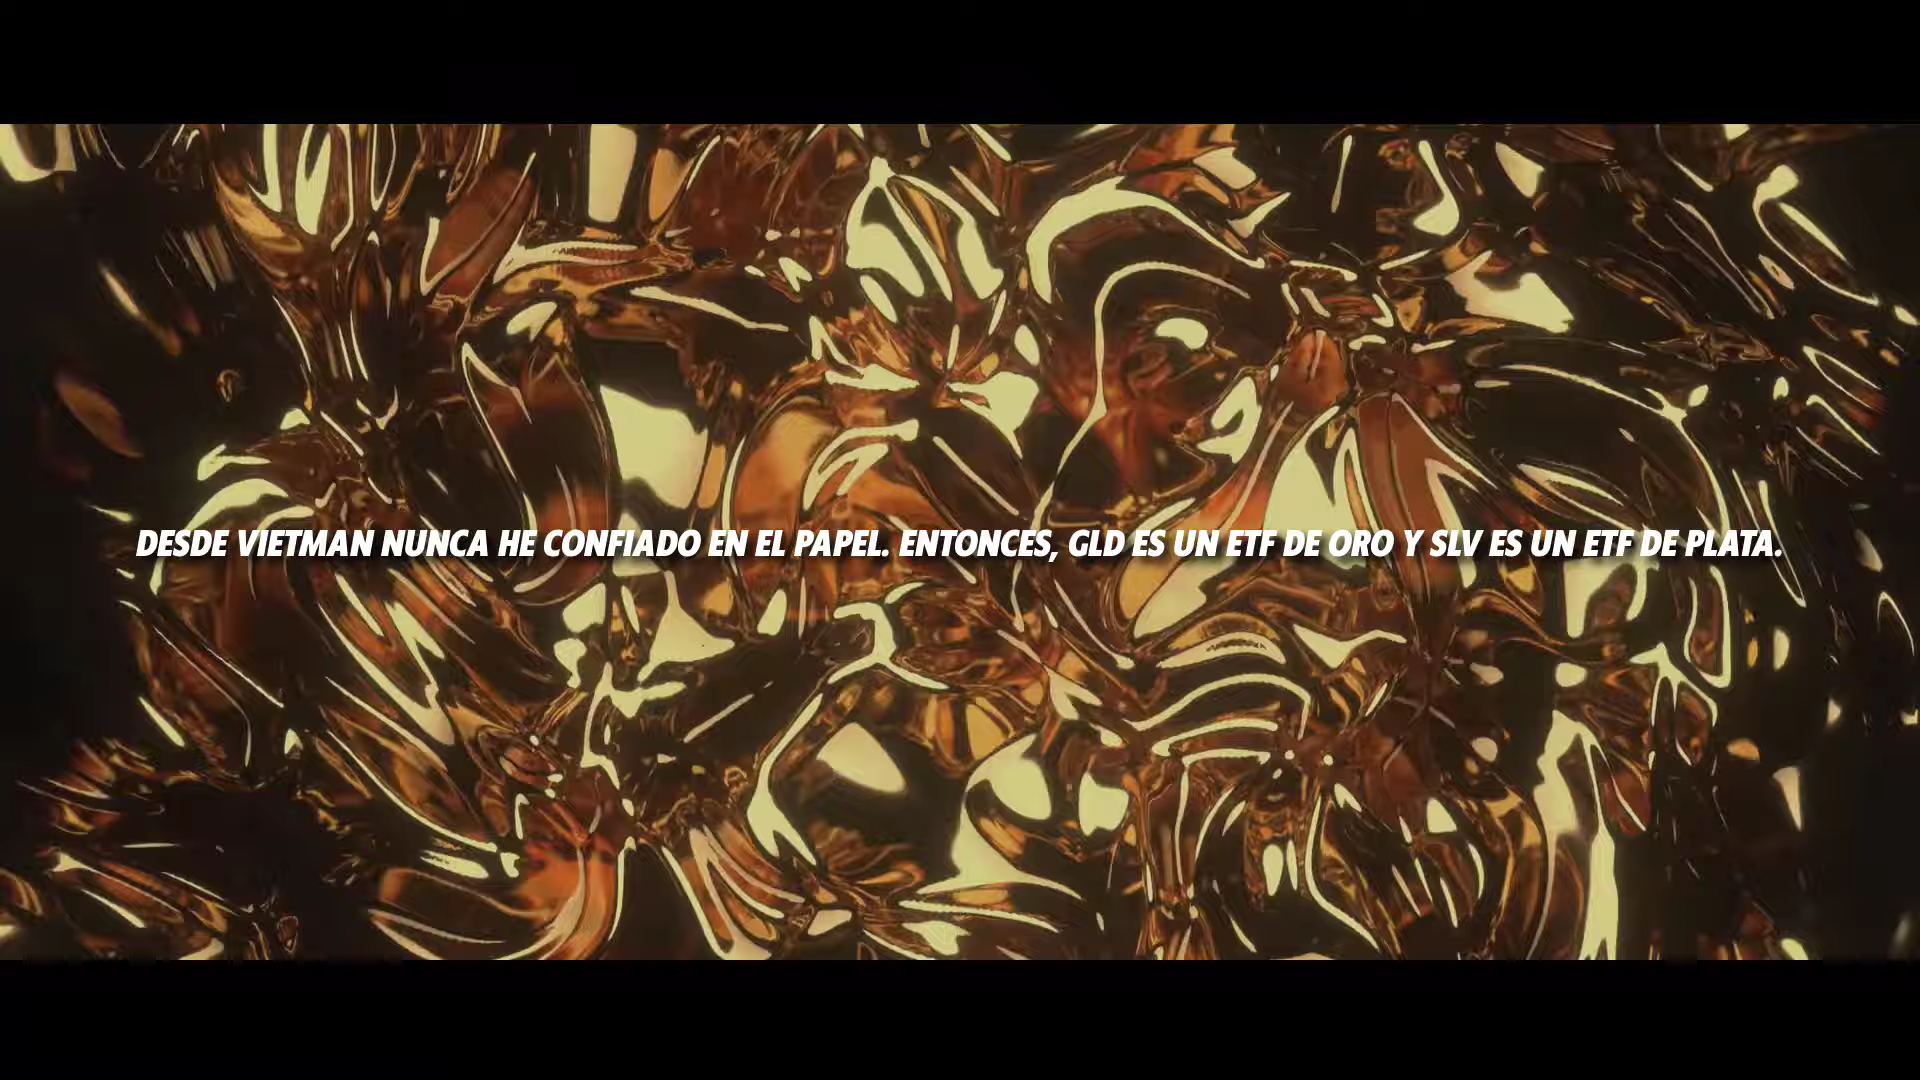 DESDE VIETMAN NUNCA HE CONFIADO EN EL PAPEL. ENTONCES, GLD ES UN ETF DE ORO Y SLV ES UN ETF DE PLATA.